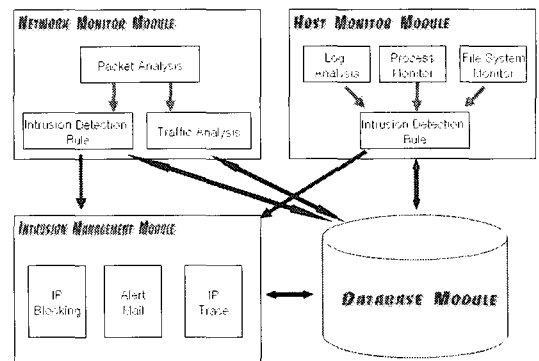 NETWORK MONITOR MODULE
Packet Analysis
Intrusion Detection
Rule
Traffic Analysis
HOST MONITOR MODULE
Log
Analysis
Process
Monitor
File System
Monitor
Intrusion Detection
Rule
INTRUSION MANAGEMENT MODULE
IP
Blocking
Alert
Mail
IP
Trace
DATABASE MODULE